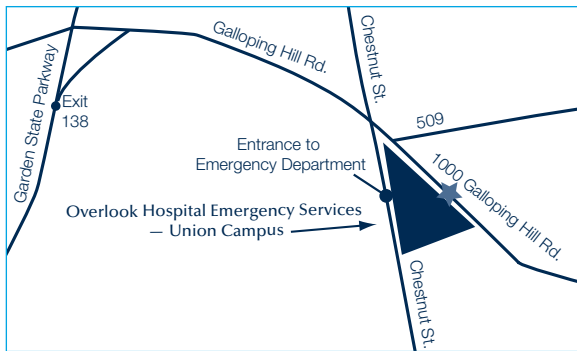 Garden State Parkway
Exit
138
Galloping Hill Rd.
Chestnut St.
509
Entrance to
Emergency Department
1000 Galloping Hill Rd.
Overlook Hospital Emergency Services
— Union Campus
Chestnut St.